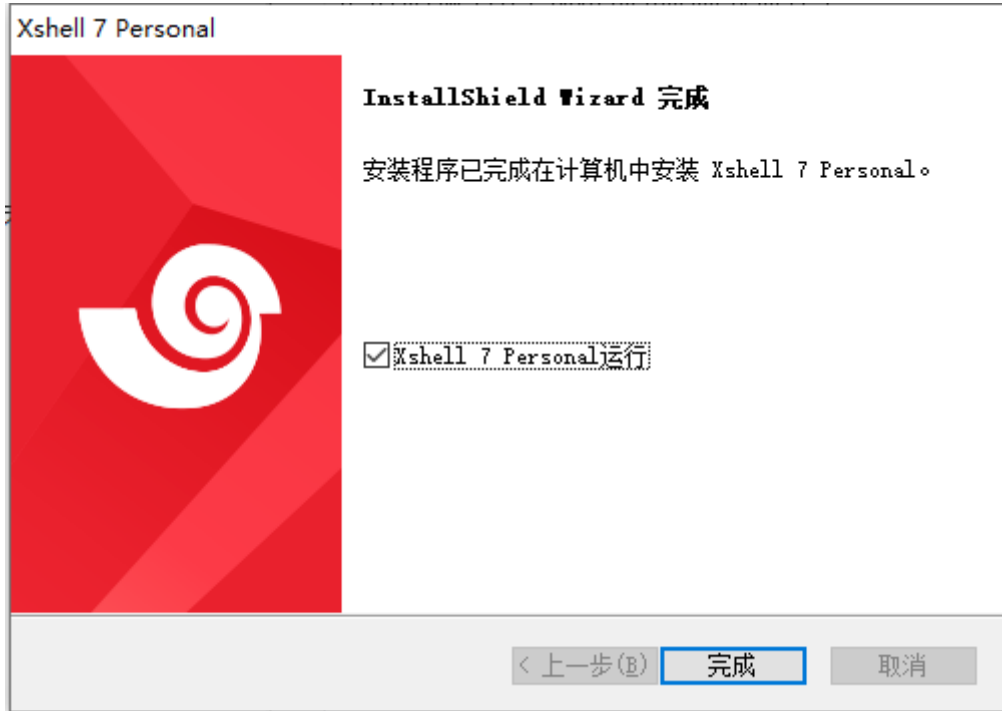 Xshell 7 Personal
InstallShield Wizard 完成
安装程序已完成在计算机中安装 Xshell 7 Personal。
Xshell 7 Personal运行
< 上一步(B)
完成
取消